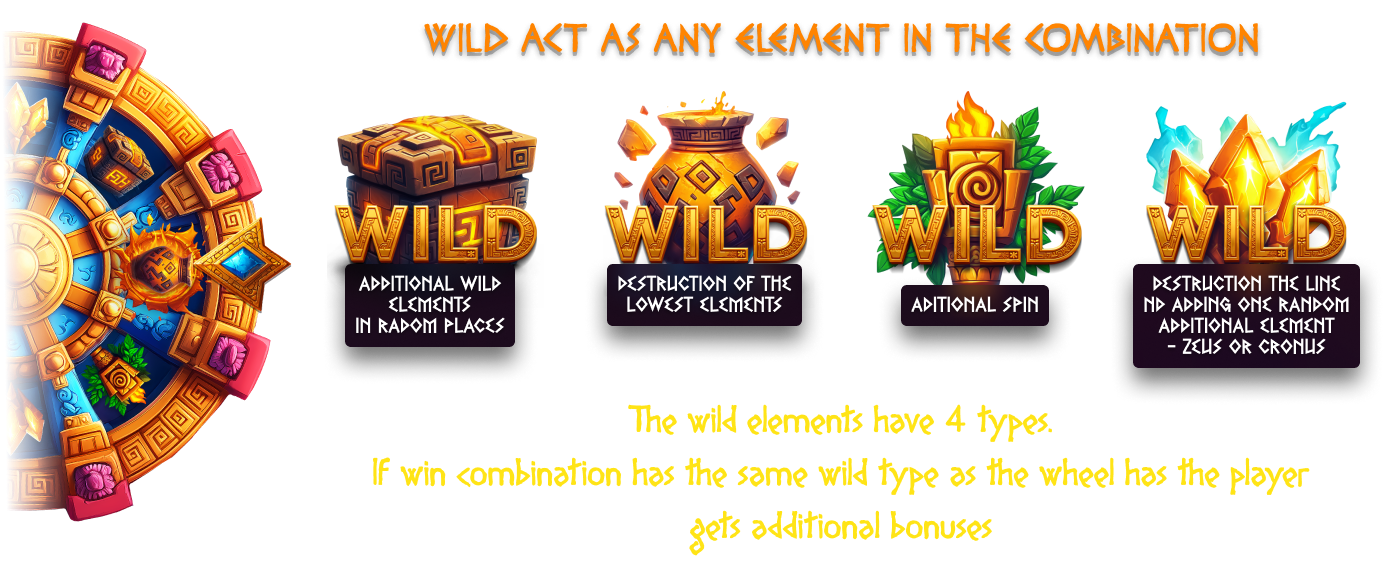 WILD ACT AS ANY ELEMENT IN THE COMBINATION
WILD
ADDITIONAL WILD
ELEMENTS
IN RADOM PLACES
WILD
DESTRUCTION OF THE
LOWEST ELEMENTS
WILD
ADITIONAL SPIN
WILD
DESTRUCTION THE LINE
ND ADDING ONE RANDOM
ADDITIONAL ELEMENT
- ZEUS OR CRONUS
The wild elements have 4 types.
If win combination has the same wild type as the wheel has the player
gets additional bonuses